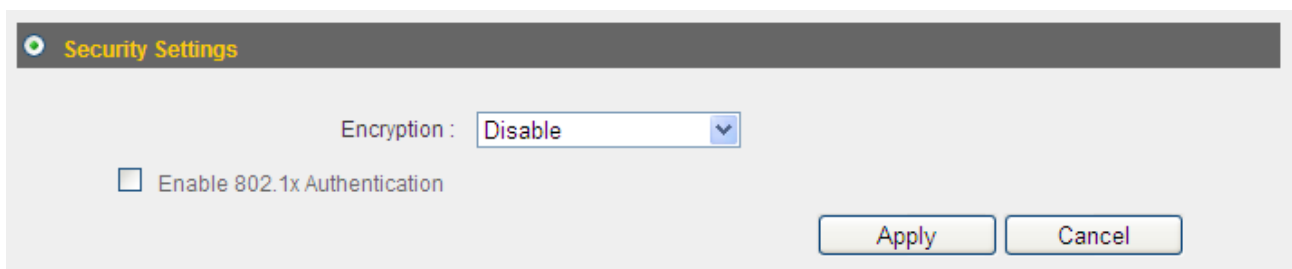 Security Settings
Encryption : Disable
Enable 802.1x Authentication
Apply Cancel